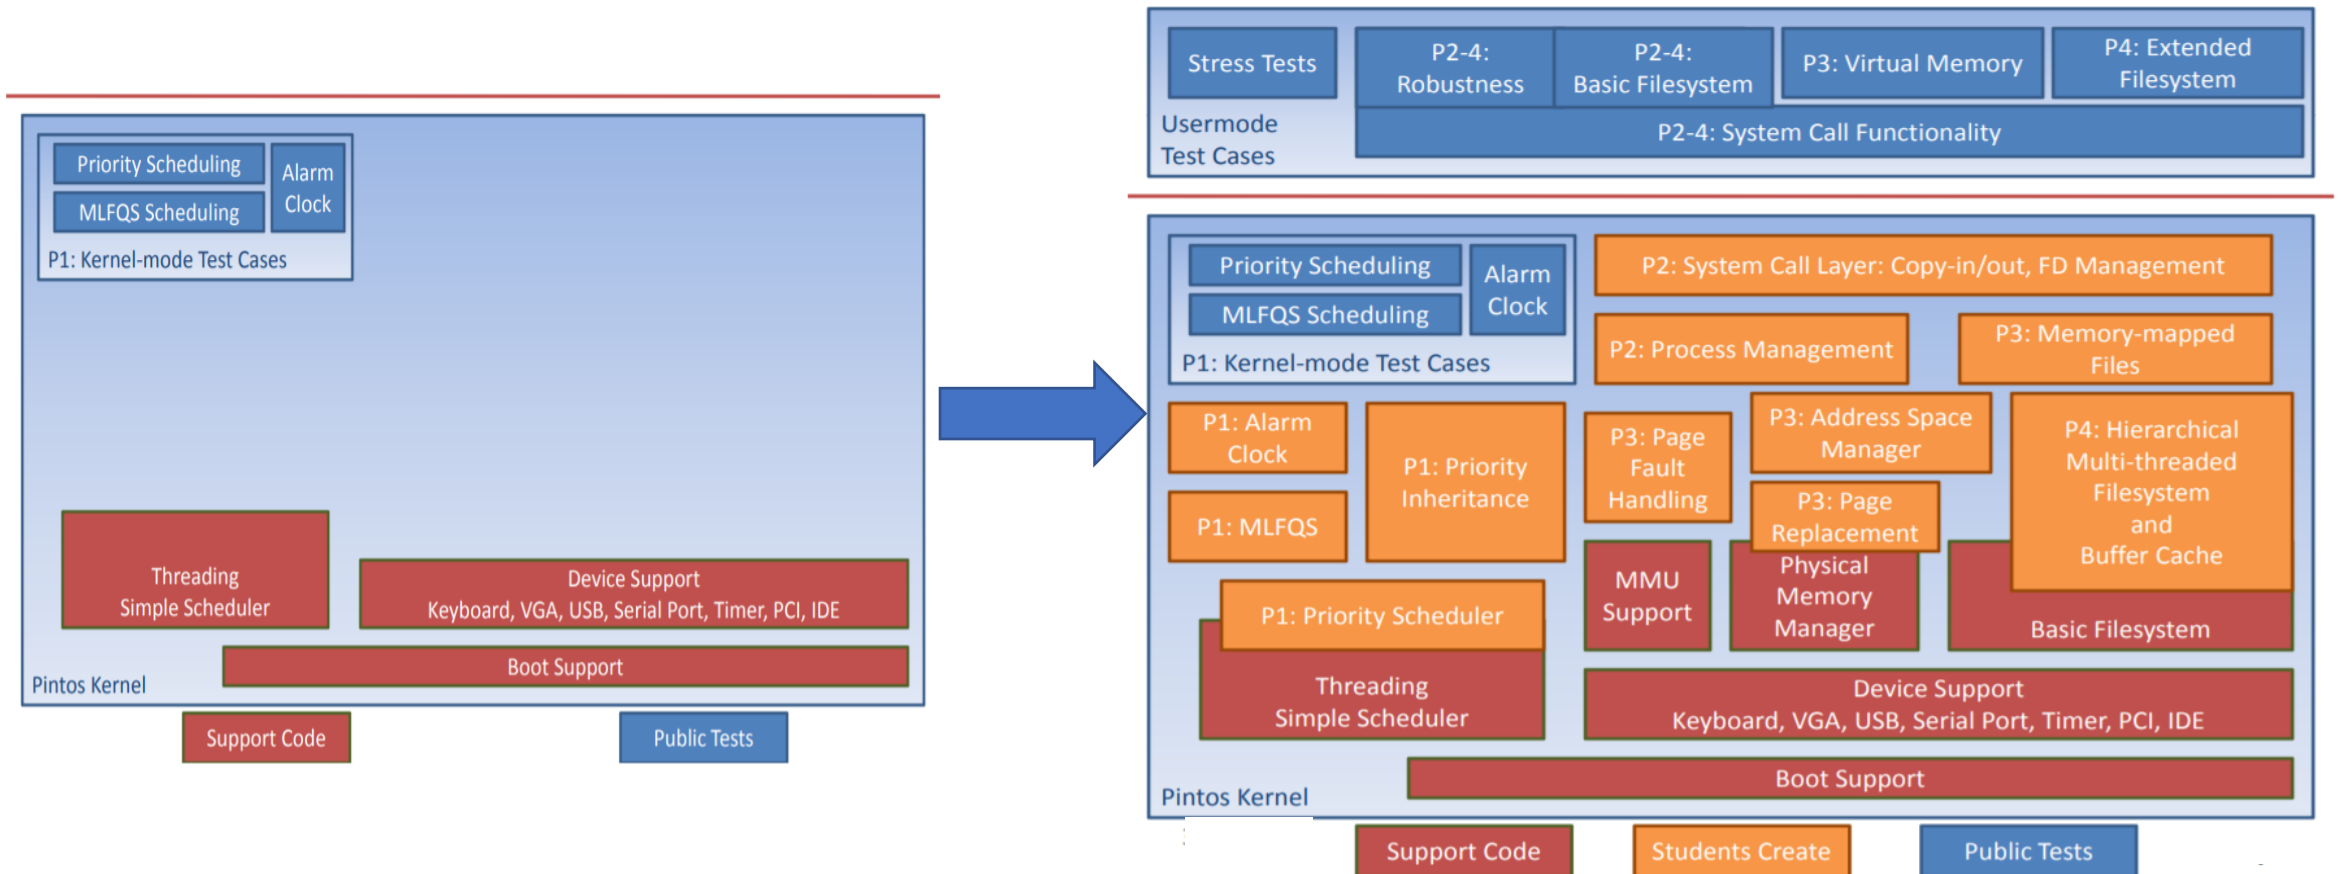 Priority Scheduling
MLFQS Scheduling
Alarm
Clock
P1: Kernel-mode Test Cases
Threading
Simple Scheduler
Device Support
Keyboard, VGA, USB, Serial Port, Timer, PCI, IDE
Boot Support
Pintos Kernel
Support Code
Public Tests
Stress Tests
P2-4:
Robustness
P2-4:
Basic Filesystem
P3: Virtual Memory
P4: Extended
Filesystem
Usermode
Test Cases
P2-4: System Call Functionality
Priority Scheduling
MLFQS Scheduling
Alarm
Clock
P1: Kernel-mode Test Cases
P2: System Call Layer: Copy-in/out, FD Management
P2: Process Management
P3: Memory-mapped
Files
P1: Alarm
Clock
P1: MLFQS
P1: Priority
Inheritance
P3: Page
Fault
Handling
P3: Address Space
Manager
P3: Page
Replacement
P4: Hierarchical
Multi-threaded
Filesystem
and
Buffer Cache
P1: Priority Scheduler
Threading
Simple Scheduler
MMU
Support
Physical
Memory
Manager
Basic Filesystem
Device Support
Keyboard, VGA, USB, Serial Port, Timer, PCI, IDE
Boot Support
Pintos Kernel
Support Code
Students Create
Public Tests